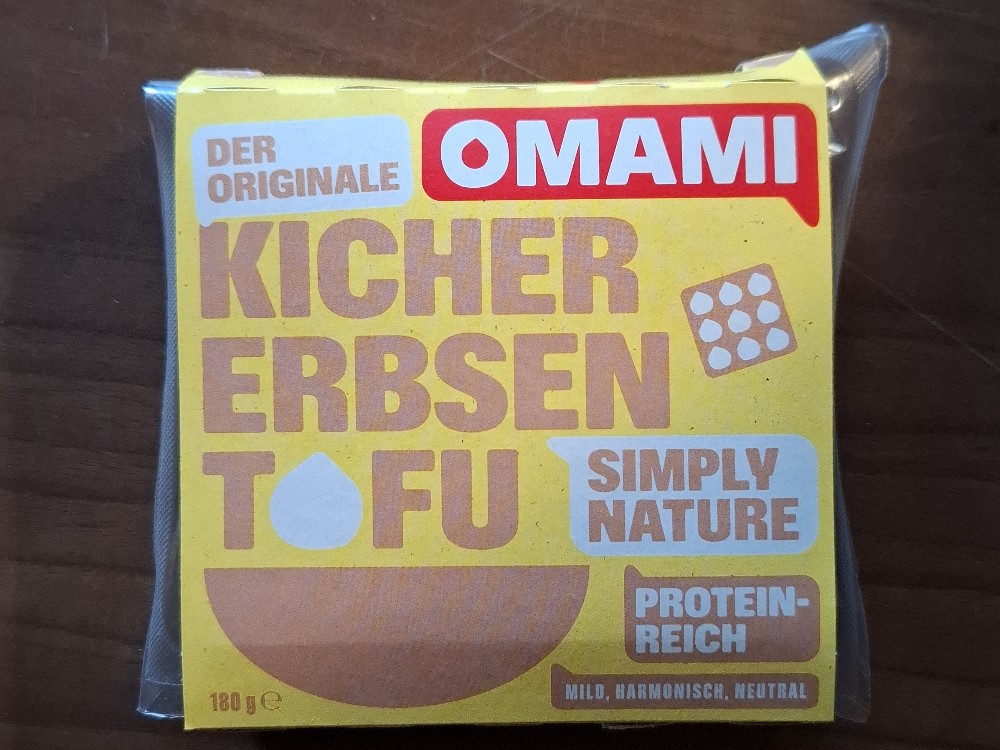 DER
ORIGINALE
OMAMI
KICHER
ERBSEN
TOFU
SIMPLY
NATURE
PROTEIN-
REICH
MILD, HARMONISCH, NEUTRAL
180 g ℮